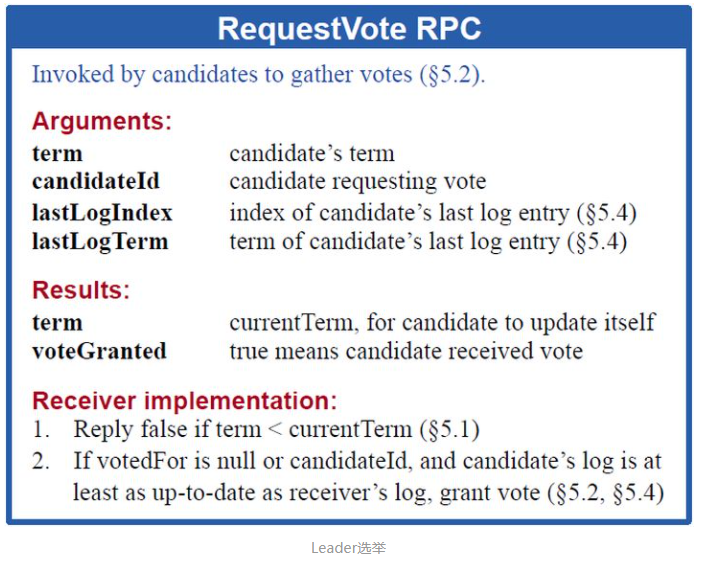 RequestVote RPC
Invoked by candidates to gather votes (§5.2).
Arguments:
term candidate’s term
candidateId candidate requesting vote
lastLogIndex index of candidate’s last log entry (§5.4)
lastLogTerm term of candidate’s last log entry (§5.4)
Results:
term currentTerm, for candidate to update itself
voteGranted true means candidate received vote
Receiver implementation:
1. Reply false if term < currentTerm (§5.1)
2. If votedFor is null or candidateId, and candidate’s log is at
least as up-to-date as receiver’s log, grant vote (§5.2, §5.4)
Leader选举